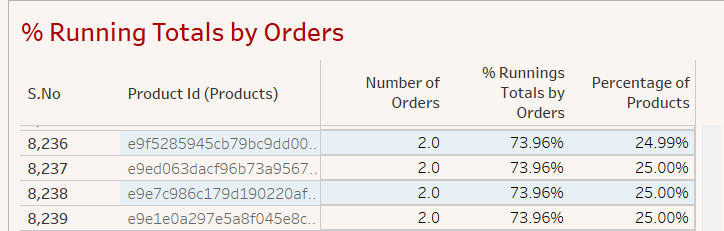 % Running Totals by Orders
S.No Product Id (Products) Number of Orders % Runnings Totals by Orders Percentage of Products
8,236 e9f5285945cb79bc9dd00.. 2.0 73.96% 24.99%
8,237 e9ed063dacf96b73a9567.. 2.0 73.96% 25.00%
8,238 e9e7c986c179d190220af.. 2.0 73.96% 25.00%
8,239 e9e1e0a297e5a8f045e8c.. 2.0 73.96% 25.00%